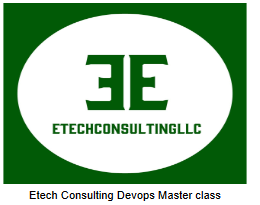 ƎE
ETECHCONSULTINGLLC
Etech Consulting Devops Master class